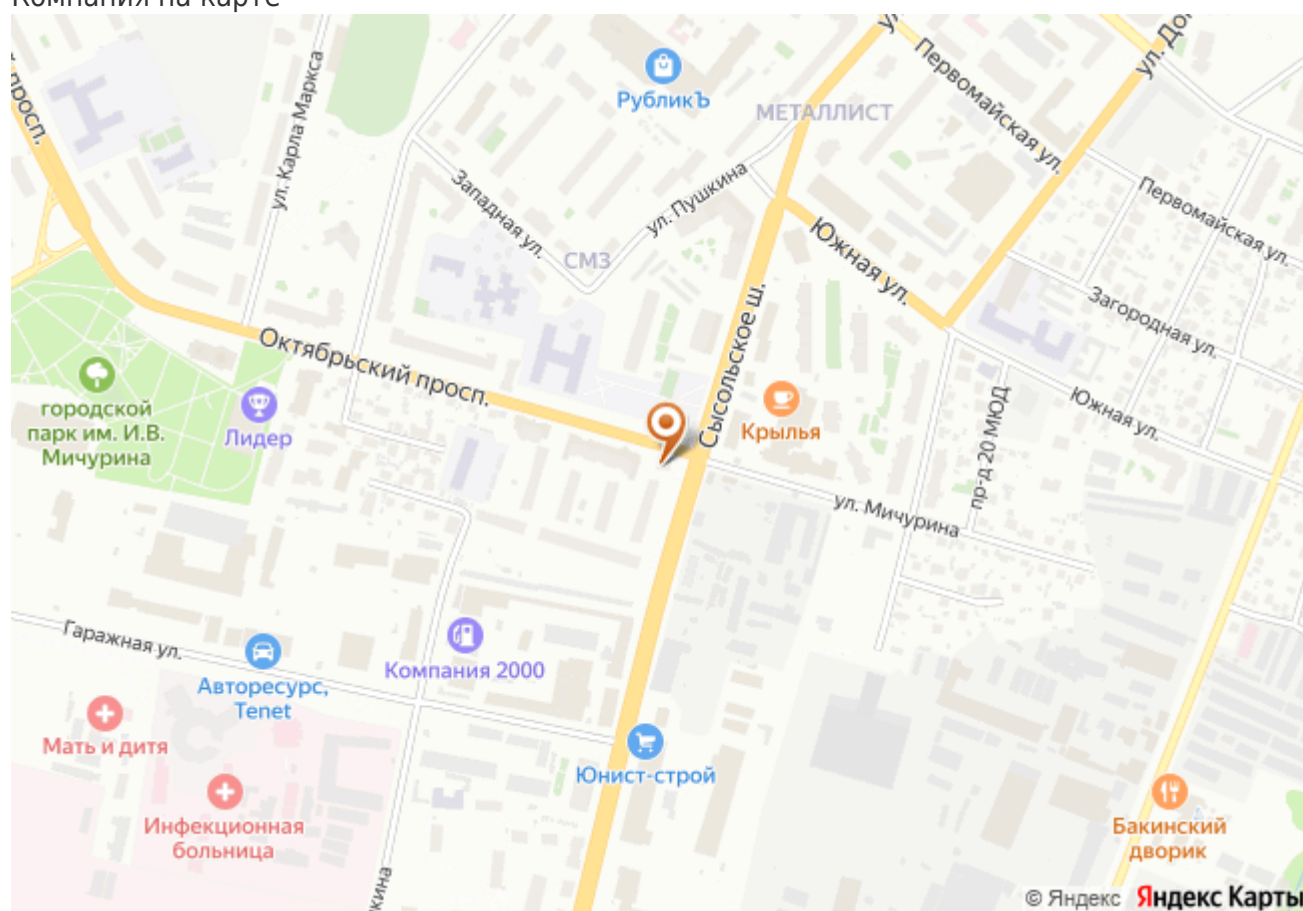 Компания на карте
просп.
ул. Карла Маркса
РубликЪ
МЕТАЛЛИСТ
Первомайская ул.
Первомайская ул.
Западная ул.
ул. Пушкина
СМЗ
Южная ул.
Загородная ул.
Сысольское ш.
Октябрьский просп.
городской
парк им. И.В.
Мичурина
Лидер
Крылья
пр-д 20 МЮД
Южная ул.
ул. Мичурина
Гаражная ул.
Компания 2000
Авторесурс,
Tenet
Мать и дитя
Юнист-строй
Инфекционная
больница
Бакинский
дворик
© Яндекс Яндекс Карты